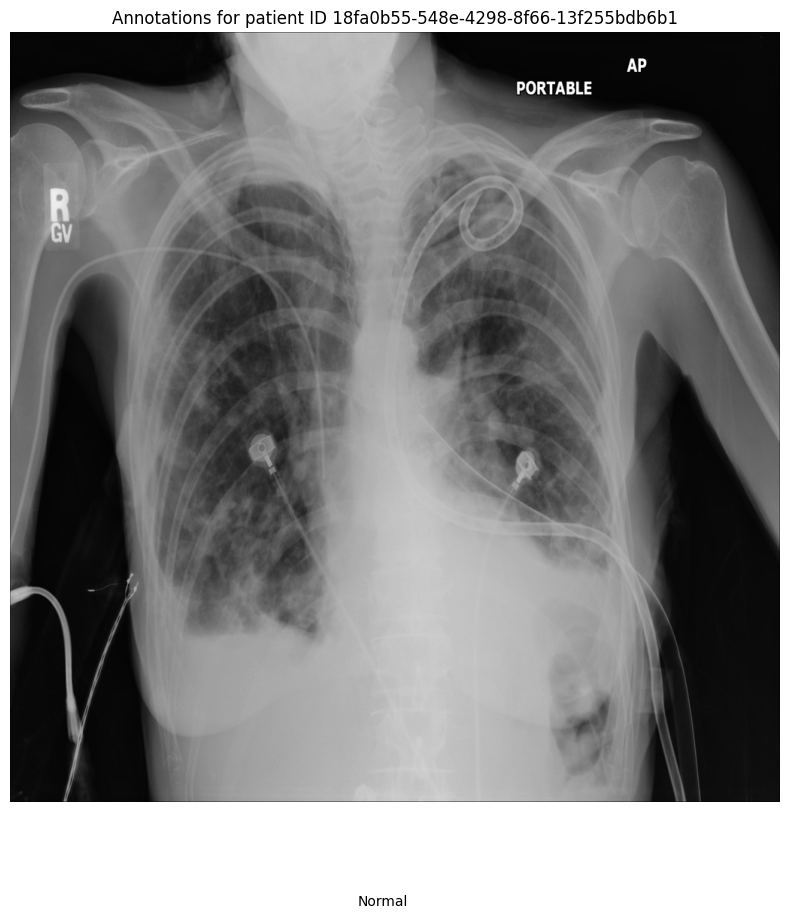 Annotations for patient ID 18fa0b55-548e-4298-8f66-13f255bdb6b1
AP
PORTABLE
R
GV
Normal